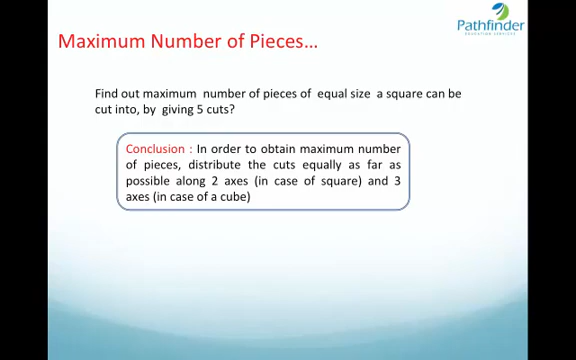 Maximum Number of Pieces...
Pathfinder
EDUCATION SERVICES
Find out maximum number of pieces of equal size a square can be
cut into, by giving 5 cuts?
Conclusion : In order to obtain maximum number
of pieces, distribute the cuts equally as far as
possible along 2 axes (in case of square) and 3
axes (in case of a cube)